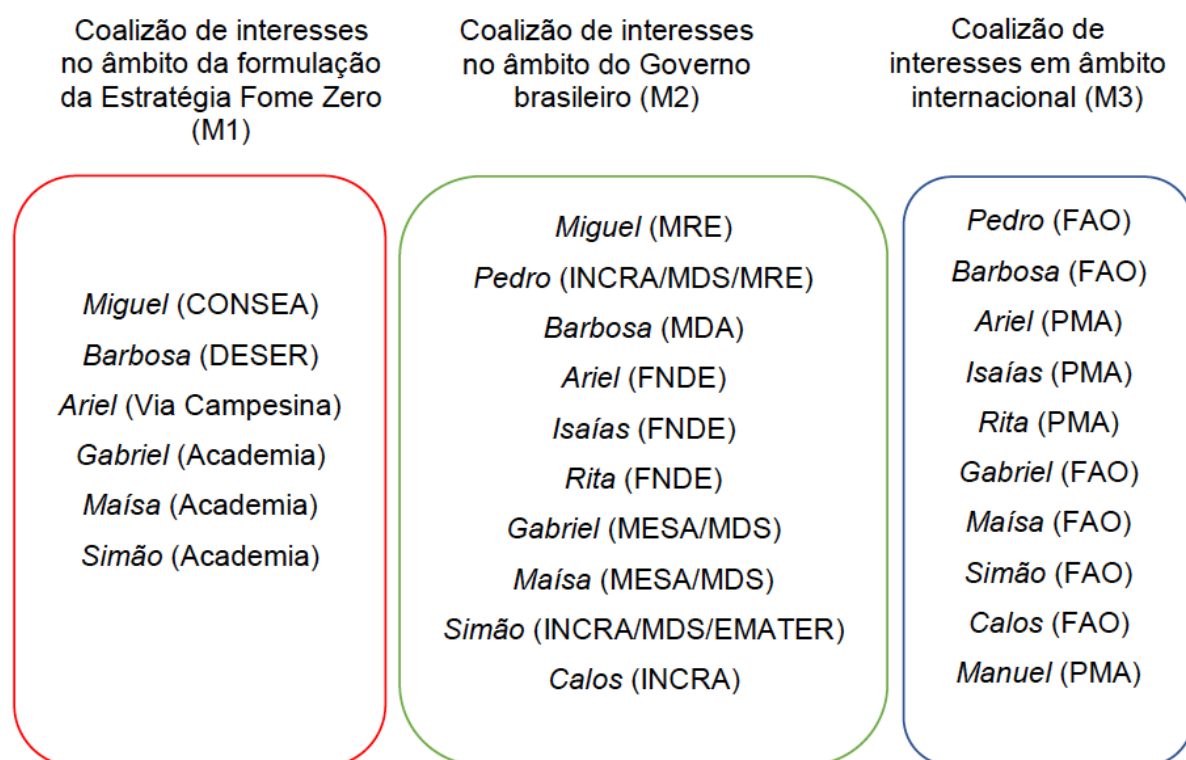 Coalizão de interesses
no âmbito da formulação
da Estratégia Fome Zero
(M1)
Miguel (CONSEA)
Barbosa (DESER)
Ariel (Via Campesina)
Gabriel (Academia)
Maísa (Academia)
Simão (Academia)
Coalizão de interesses
no âmbito do Governo
brasileiro (M2)
Miguel (MRE)
Pedro (INCRA/MDS/MRE)
Barbosa (MDA)
Ariel (FNDE)
Isaías (FNDE)
Rita (FNDE)
Gabriel (MESA/MDS)
Maísa (MESA/MDS)
Simão (INCRA/MDS/EMATER)
Calos (INCRA)
Coalizão de
interesses em âmbito
internacional (M3)
Pedro (FAO)
Barbosa (FAO)
Ariel (PMA)
Isaías (PMA)
Rita (PMA)
Gabriel (FAO)
Maísa (FAO)
Simão (FAO)
Calos (FAO)
Manuel (PMA)